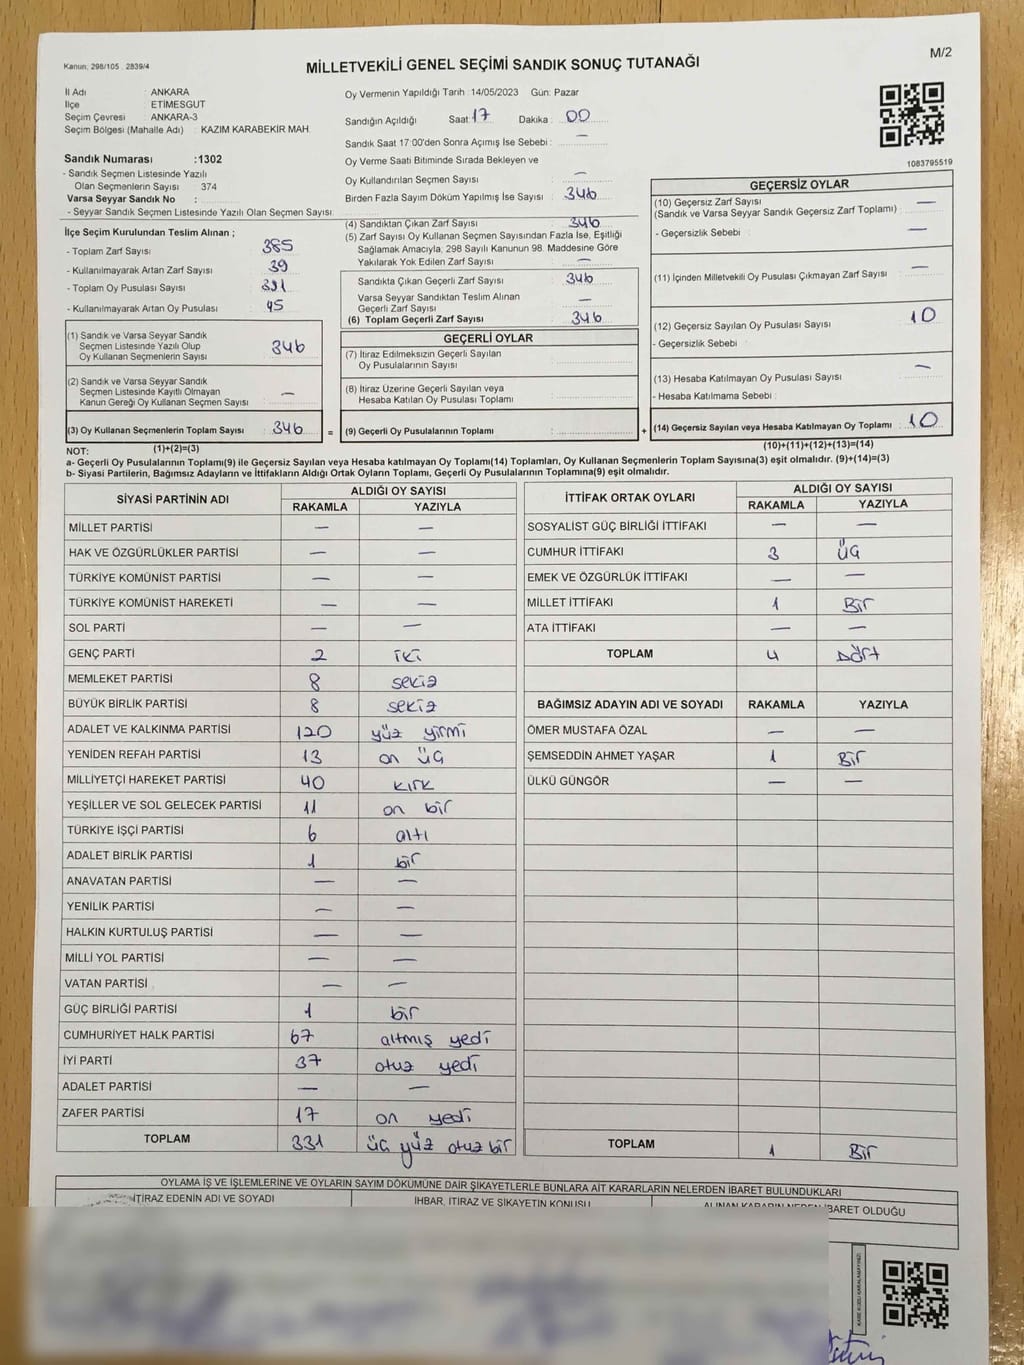 Kanun: 298/105 . 2839/4
MİLLETVEKİLİ GENEL SEÇİMİ SANDIK SONUÇ TUTANAĞI
M/2
İl Adı : ANKARA
İlçe : ETİMESGUT
Seçim Çevresi : ANKARA-3
Seçim Bölgesi (Mahalle Adı) : KAZIM KARABEKİR MAH.
Sandık Numarası :1302
- Sandık Seçmen Listesinde Yazılı
Olan Seçmenlerin Sayısı 374
Varsa Seyyar Sandık No :
- Seyyar Sandık Seçmen Listesinde Yazılı Olan Seçmen Sayısı
Oy Vermenin Yapıldığı Tarih :14/05/2023 Gün: Pazar
Sandığın Açıldığı Saat: 17 Dakika : 00
Sandık Saat 17:00'den Sonra Açımış İse Sebebi : —
Oy Verme Saati Bitiminde Sırada Bekleyen ve
Oy Kullandırılan Seçmen Sayısı —
Birden Fazla Sayım Döküm Yapılmış İse Sayısı : 346
1083795519
İlçe Seçim Kurulundan Teslim Alınan ;
- Toplam Zarf Sayısı : 385
- Kullanılmayarak Artan Zarf Sayısı : 39
- Toplam Oy Pusulası Sayısı : 391
- Kullanılmayarak Artan Oy Pusulası : 45
(1) Sandık ve Varsa Seyyar Sandık
Seçmen Listesinde Yazılı Olup
Oy Kullanan Seçmenlerin Sayısı 346
(2) Sandık ve Varsa Seyyar Sandık
Seçmen Listesinde Kayıtlı Olmayan
Kanun Gereği Oy Kullanan Seçmen Sayısı —
(3) Oy Kullanan Seçmenlerin Toplam Sayısı 346 =
(1)+(2)=(3)
(4) Sandıktan Çıkan Zarf Sayısı 346
(5) Zarf Sayısı Oy Kullanan Seçmen Sayısından Fazla İse, Eşitliği
Sağlamak Amacıyla, 298 Sayılı Kanunun 98. Maddesine Göre
Yakılarak Yok Edilen Zarf Sayısı —
Sandıkta Çıkan Geçerli Zarf Sayısı : 346
Varsa Seyyar Sandıktan Teslim Alınan
Geçerli Zarf Sayısı —
(6) Toplam Geçerli Zarf Sayısı : 346
GEÇERLİ OYLAR
(7) İtiraz Edilmeksizin Geçerli Sayılan
Oy Pusulalarının Sayısı
(8) İtiraz Üzerine Geçerli Sayılan veya
Hesaba Katılan Oy Pusulası Toplamı
(9) Geçerli Oy Pusulalarının Toplamı : +
GEÇERSİZ OYLAR
(10) Geçersiz Zarf Sayısı
(Sandık ve Varsa Seyyar Sandık Geçersiz Zarf Toplamı) —
- Geçersizlik Sebebi : —
(11) İçinden Milletvekili Oy Pusulası Çıkmayan Zarf Sayısı —
(12) Geçersiz Sayılan Oy Pusulası Sayısı : 10
- Geçersizlik Sebebi
(13) Hesaba Katılmayan Oy Pusulası Sayısı : —
- Hesaba Katılmama Sebebi :
(14) Geçersiz Sayılan veya Hesaba Katılmayan Oy Toplamı : 10
(10)+(11)+(12)+(13)=(14)
NOT:
a- Geçerli Oy Pusulalarının Toplamı(9) ile Geçersiz Sayılan veya Hesaba katılmayan Oy Toplamı(14) Toplamları, Oy Kullanan Seçmenlerin Toplam Sayısına(3) eşit olmalıdır. (9)+(14)=(3)
b- Siyasi Partilerin, Bağımsız Adayların ve İttifakların Aldığı Ortak Oyların Toplamı, Geçerli Oy Pusulalarının Toplamına(9) eşit olmalıdır.
SİYASİ PARTİNİN ADI ALDIĞI OY SAYISI
RAKAMLA YAZIYLA
MİLLET PARTİSİ — —
HAK VE ÖZGÜRLÜKLER PARTİSİ — —
TÜRKİYE KOMÜNİST PARTİSİ — —
TÜRKİYE KOMÜNİST HAREKETİ — —
SOL PARTİ — —
GENÇ PARTİ 2 iki
MEMLEKET PARTİSİ 8 sekiz
BÜYÜK BİRLİK PARTİSİ 8 sekiz
ADALET VE KALKINMA PARTİSİ 120 yüz yirmi
YENİDEN REFAH PARTİSİ 13 on üç
MİLLİYETÇİ HAREKET PARTİSİ 40 kırk
YEŞİLLER VE SOL GELECEK PARTİSİ 11 on bir
TÜRKİYE İŞÇİ PARTİSİ 6 altı
ADALET BİRLİK PARTİSİ 1 bir
ANAVATAN PARTİSİ — —
YENİLİK PARTİSİ — —
HALKIN KURTULUŞ PARTİSİ — —
MİLLİ YOL PARTİSİ — —
VATAN PARTİSİ — —
GÜÇ BİRLİĞİ PARTİSİ 1 bir
CUMHURİYET HALK PARTİSİ 67 altmış yedi
İYİ PARTİ 37 otuz yedi
ADALET PARTİSİ — —
ZAFER PARTİSİ 17 on yedi
TOPLAM 331 üç yüz otuz bir
İTTİFAK ORTAK OYLARI ALDIĞI OY SAYISI
RAKAMLA YAZIYLA
SOSYALİST GÜÇ BİRLİĞİ İTTİFAKI — —
CUMHUR İTTİFAKI 3 üç
EMEK VE ÖZGÜRLÜK İTTİFAKI — —
MİLLET İTTİFAKI 1 Bir
ATA İTTİFAKI — —
TOPLAM 4 Dört
BAĞIMSIZ ADAYIN ADI VE SOYADI RAKAMLA YAZIYLA
ÖMER MUSTAFA ÖZAL — —
ŞEMSEDDİN AHMET YAŞAR 1 Bir
ÜLKÜ GÜNGÖR — —
TOPLAM 1 Bir
OYLAMA İŞ VE İŞLEMLERİNE VE OYLARIN SAYIM DÖKÜMÜNE DAİR ŞİKAYETLERLE BUNLARA AİT KARARLARIN NELERDEN İBARET BULUNDUKLARI
İTİRAZ EDENİN ADI VE SOYADI İHBAR, İTİRAZ VE ŞİKAYETİN KONUSU ALINAN KARARIN NEDEN İBARET OLDUĞU